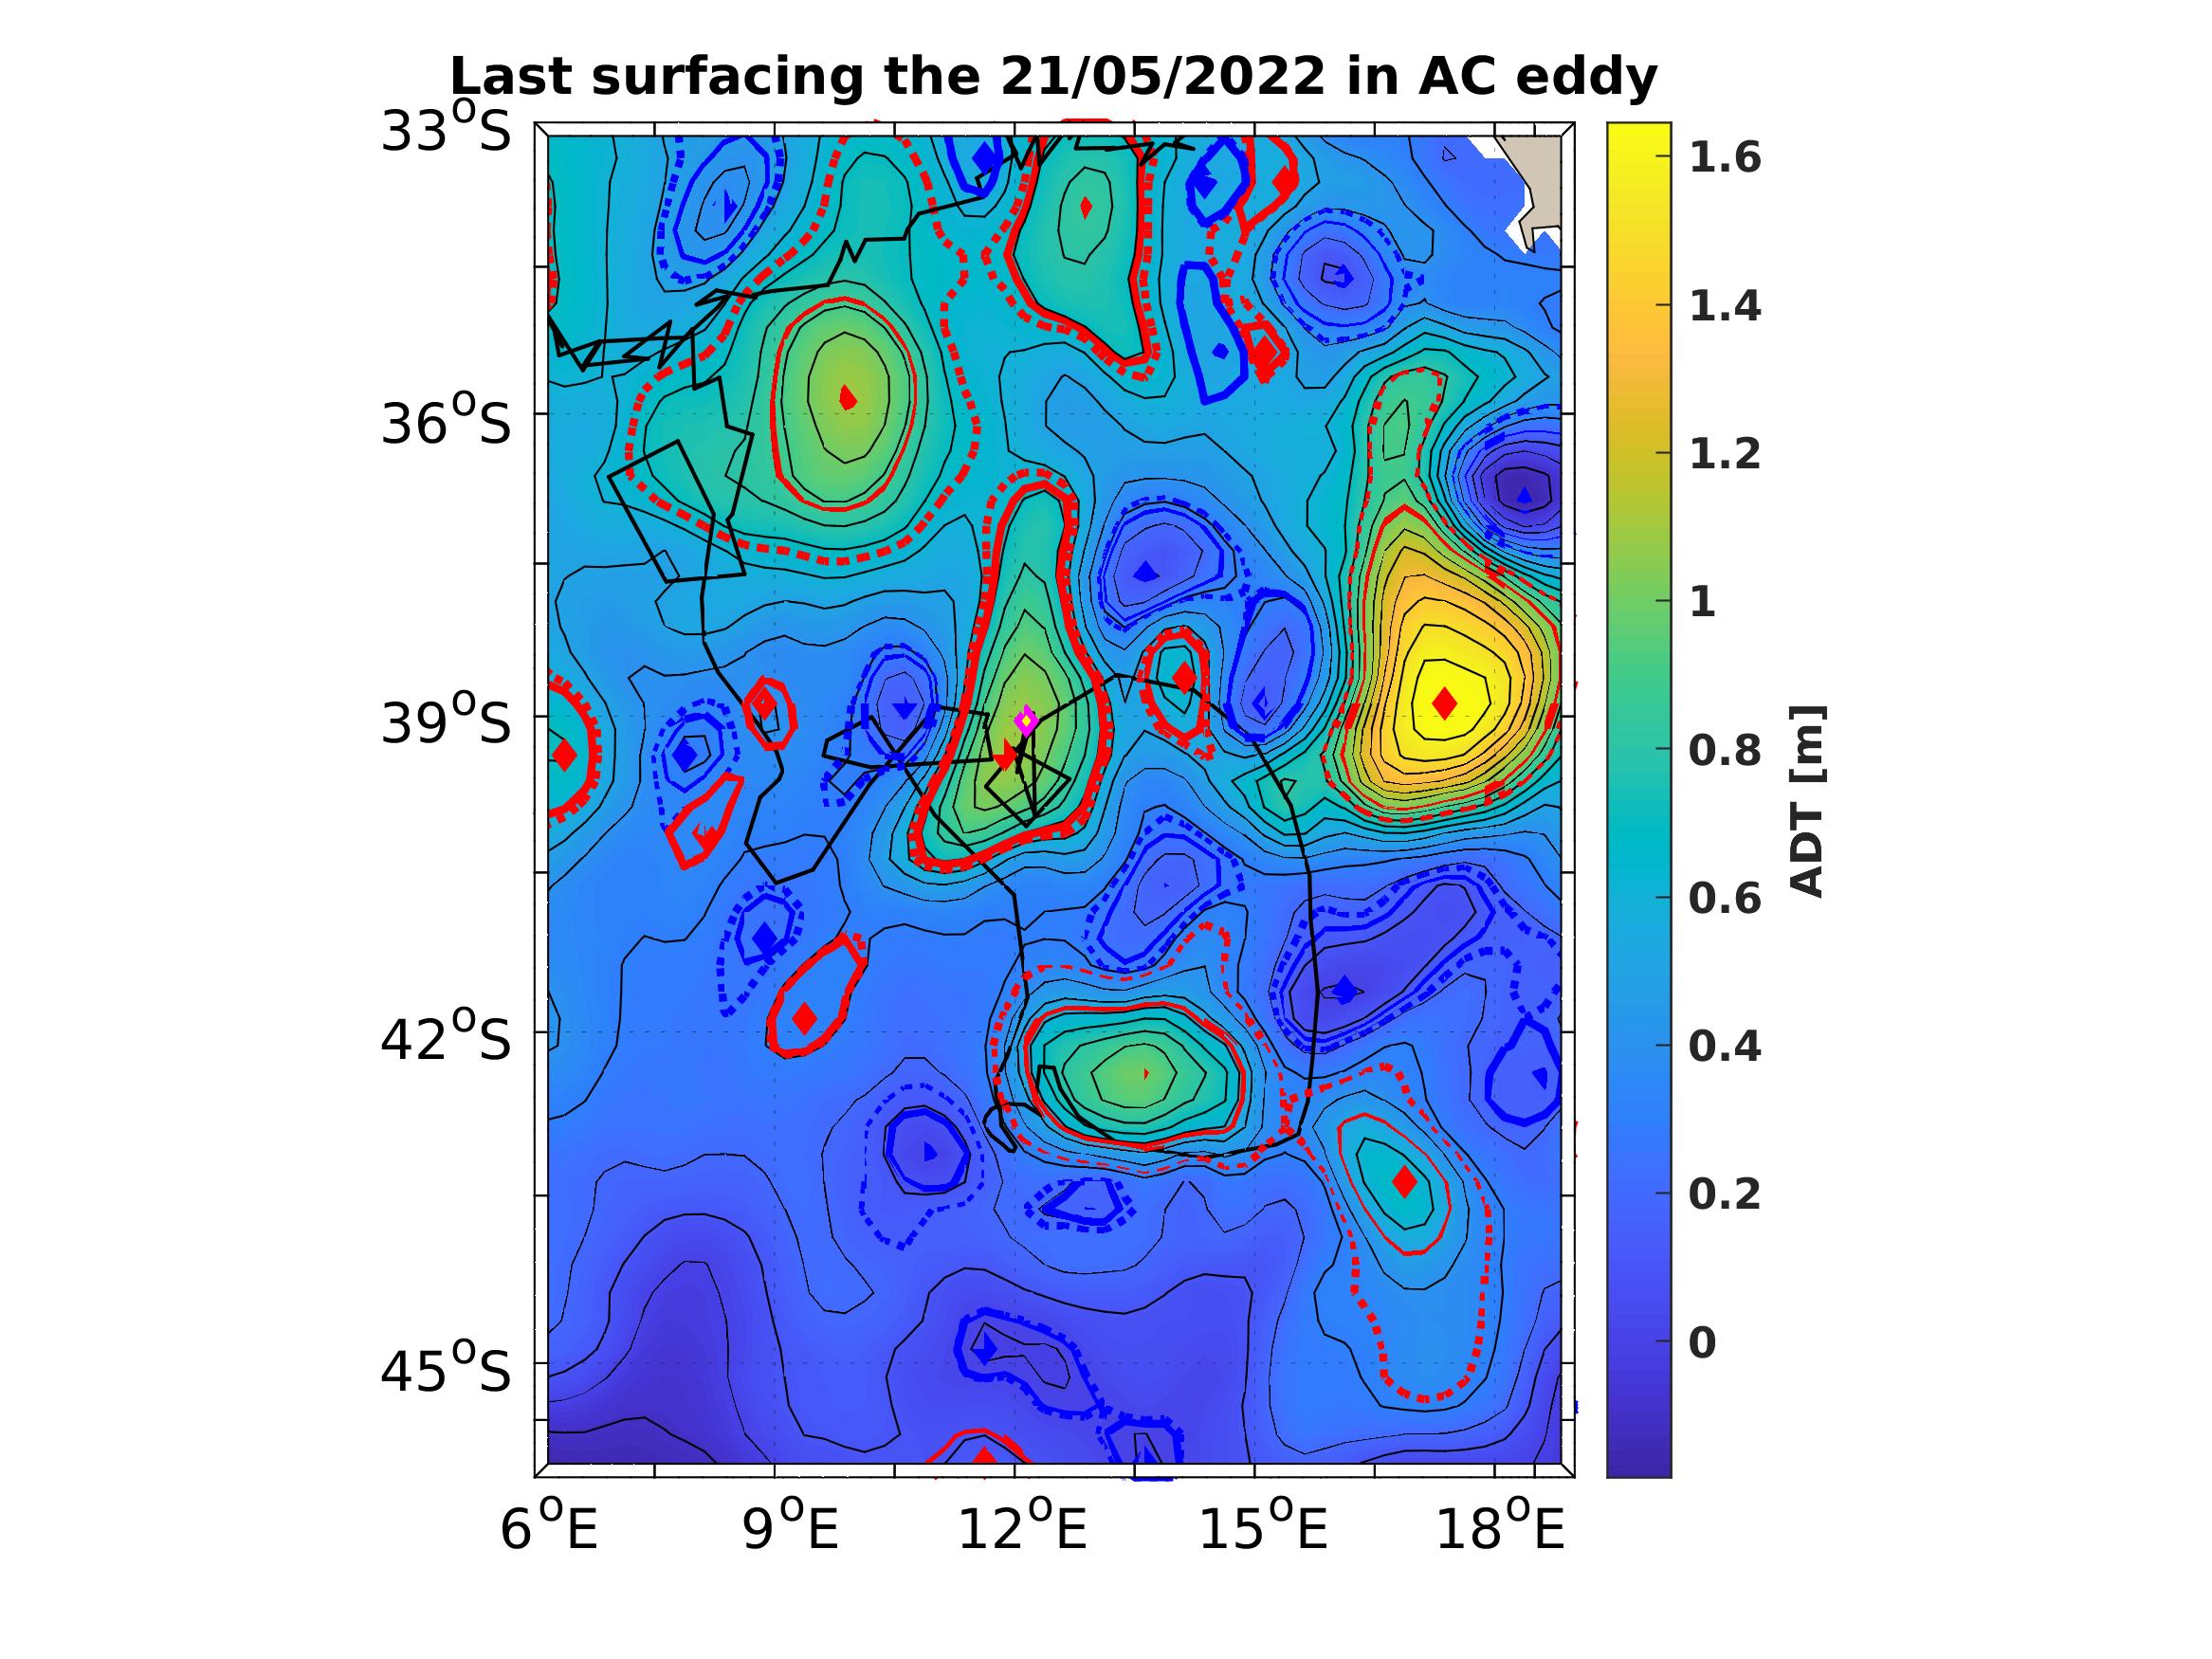 Last surfacing the 21/05/2022 in AC eddy
33°S
36°S
39°S
42°S
45°S
6°E 9°E 12°E 15°E 18°E
1.6
1.4
1.2
1
0.8
0.6
0.4
0.2
0
ADT [m]